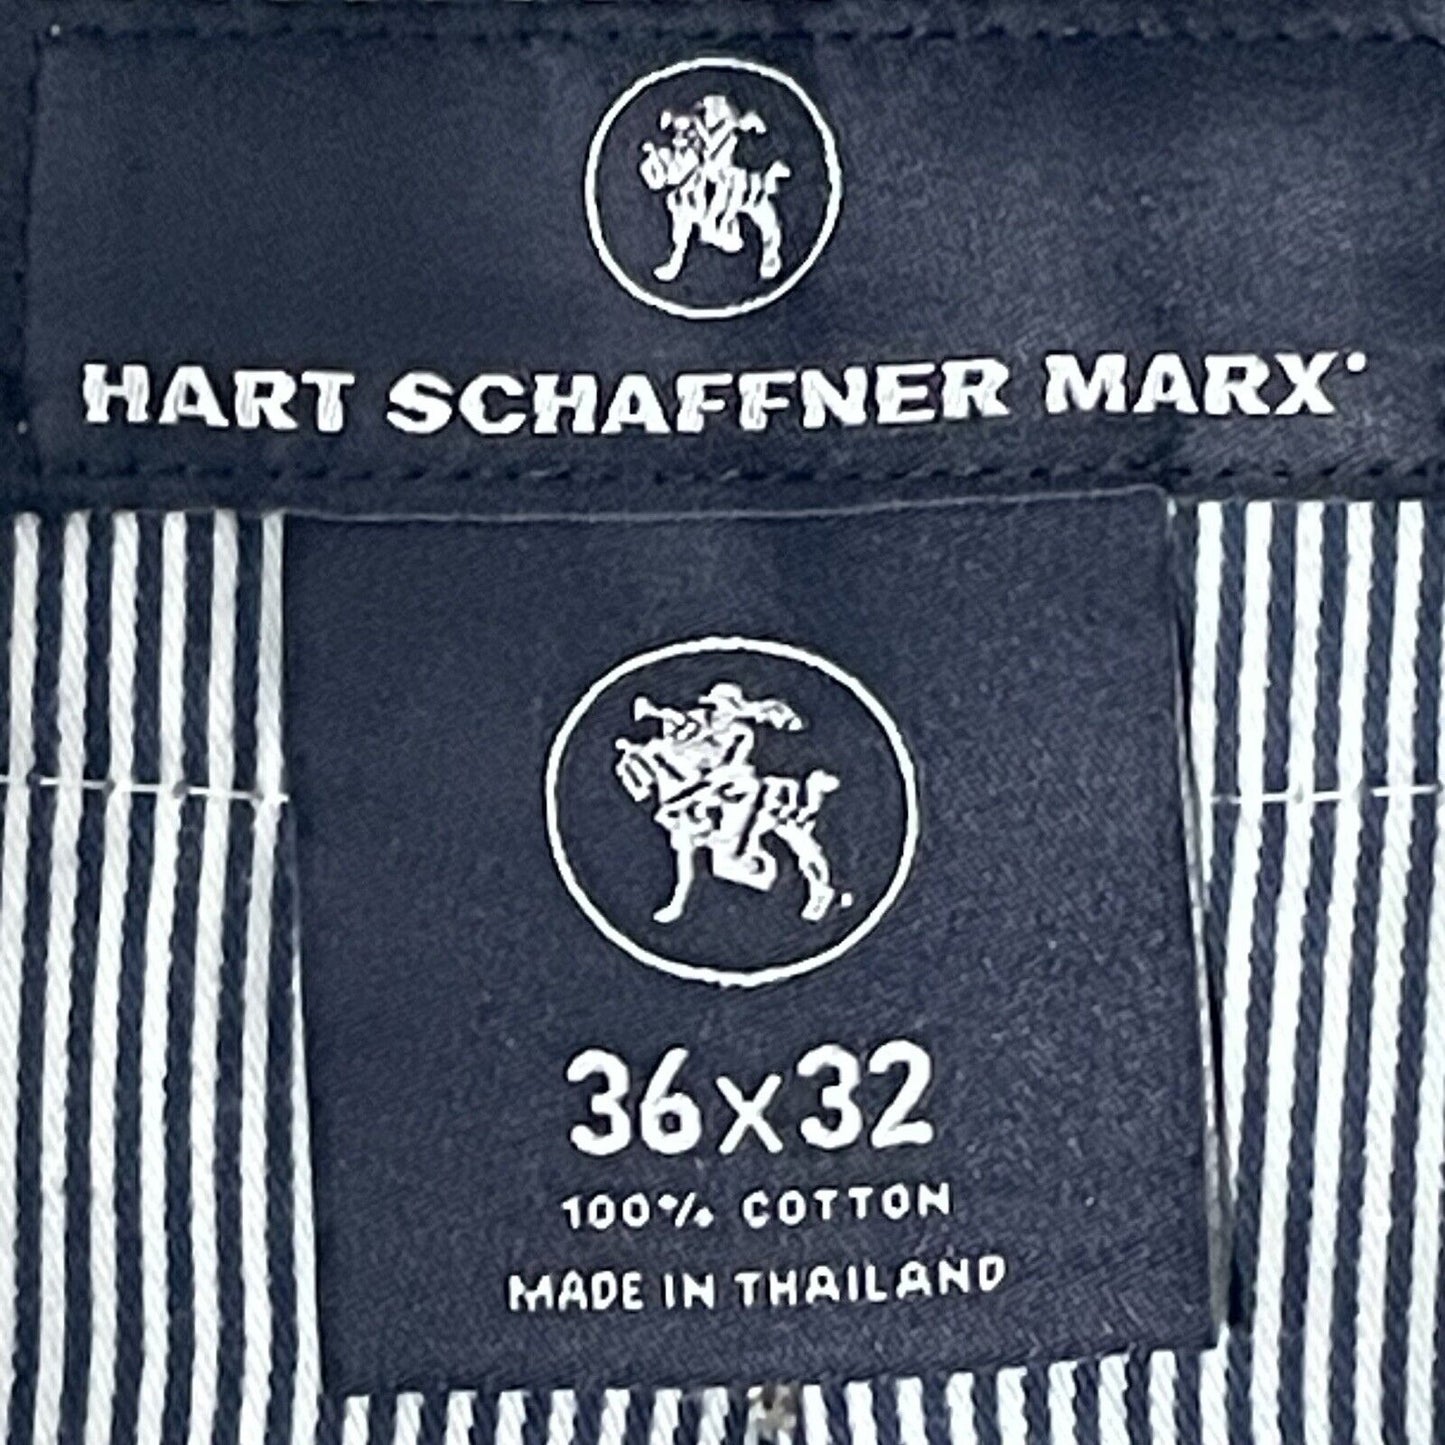 HART SCHAFFNER MARX
36x32
100% COTTON
MADE IN THAILAND